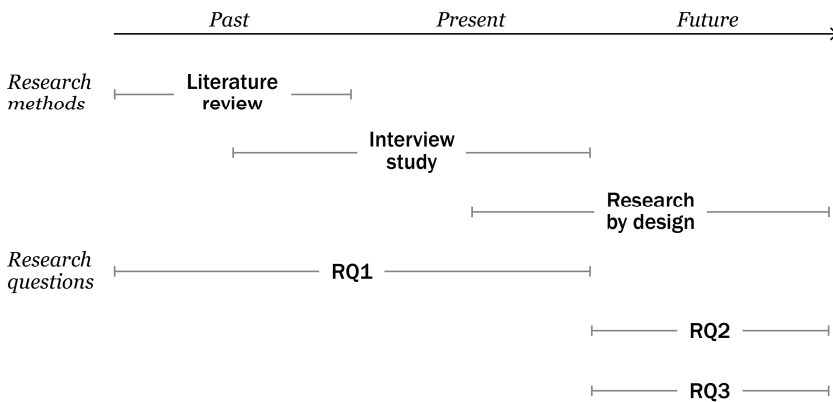 Past Present Future
Research
methods
Literature
review
Interview
study
Research
by design
Research
questions
RQ1
RQ2
RQ3